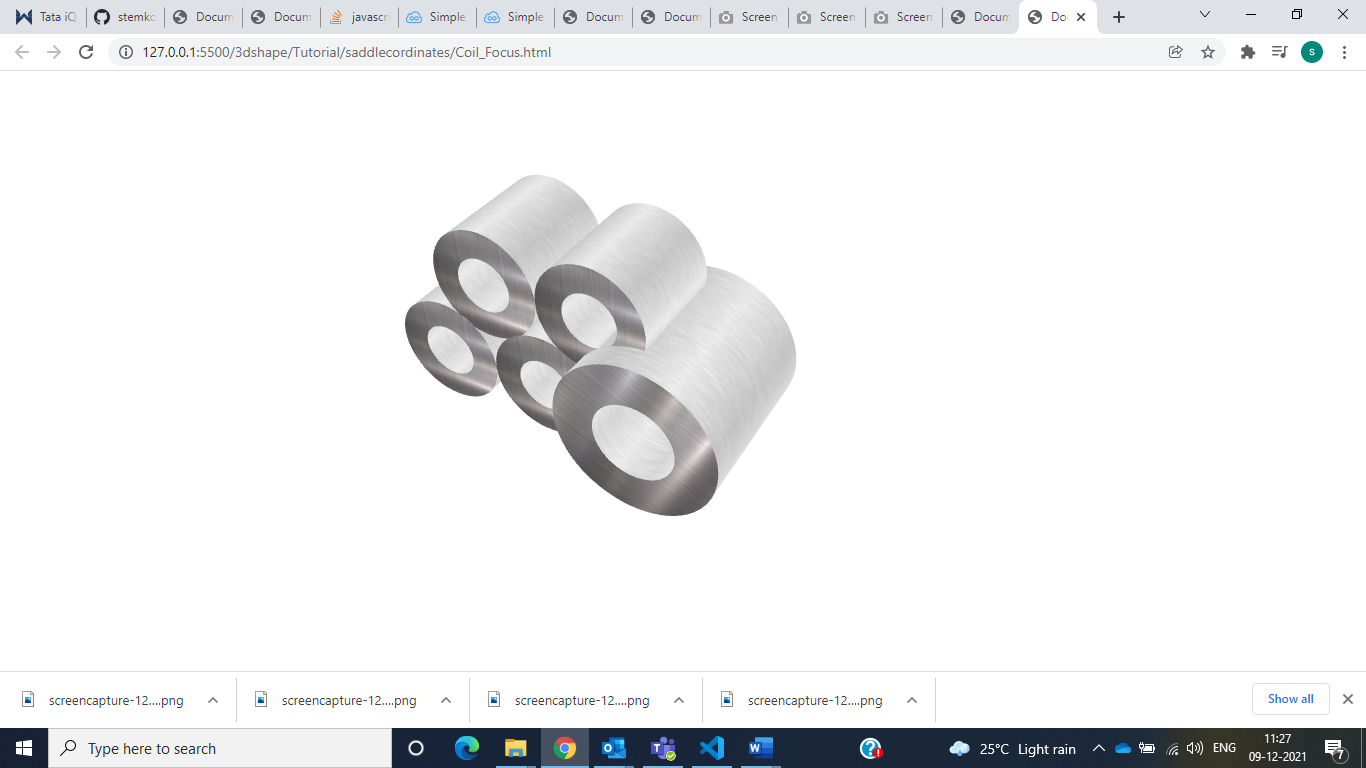 Tata iQ
stemko
Docum
Docum
javascri
Simple
Simple
Docum
Docum
Screen
Screen
Screen
Docum
Doc
127.0.0.1:5500/3dshape/Tutorial/saddlecordinates/Coil_Focus.html
s
screencapture-12....png
screencapture-12....png
screencapture-12....png
screencapture-12....png
Show all
Type here to search
25°C Light rain
ENG
11:27
09-12-2021
7